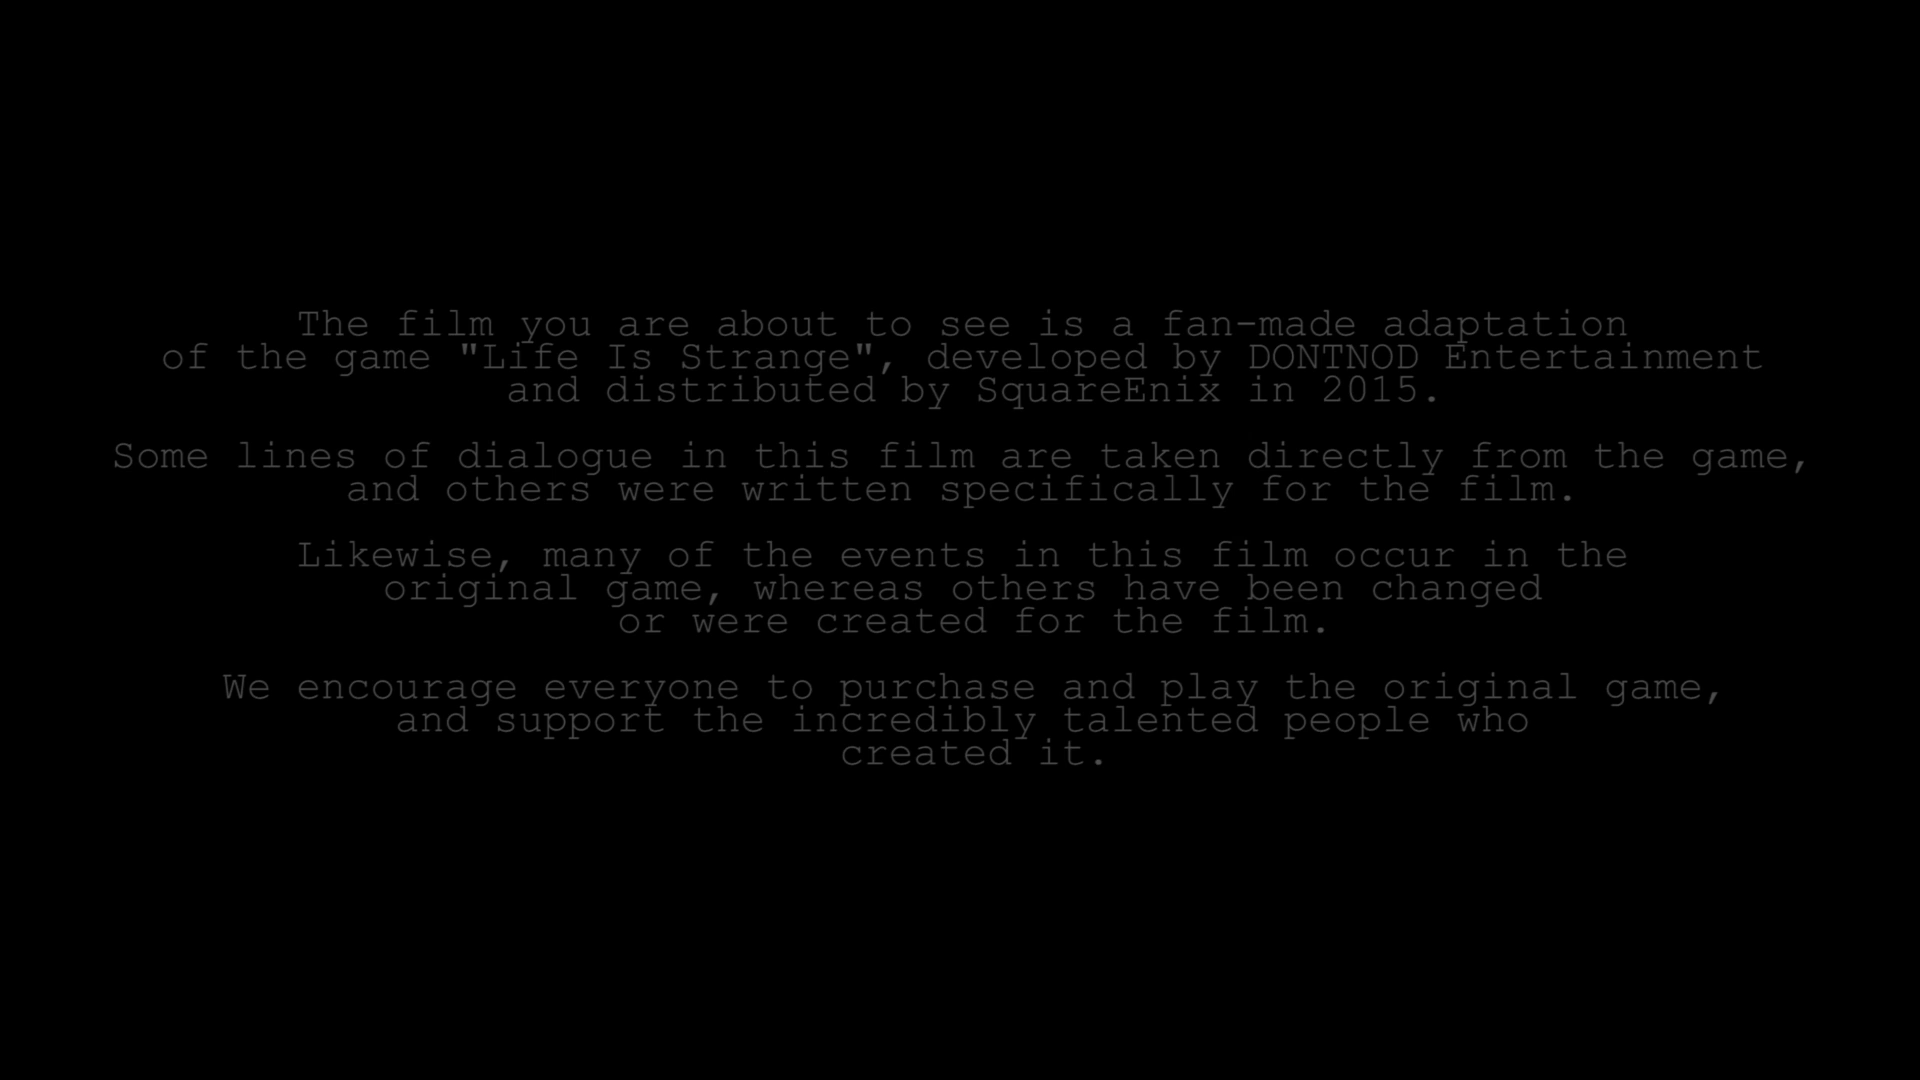 The film you are about to see is a fan-made adaptation
of the game "Life Is Strange", developed by DONTNOD Entertainment
and distributed by SquareEnix in 2015.
Some lines of dialogue in this film are taken directly from the game,
and others were written specifically for the film.
Likewise, many of the events in this film occur in the
original game, whereas others have been changed
or were created for the film.
We encourage everyone to purchase and play the original game,
and support the incredibly talented people who
created it.